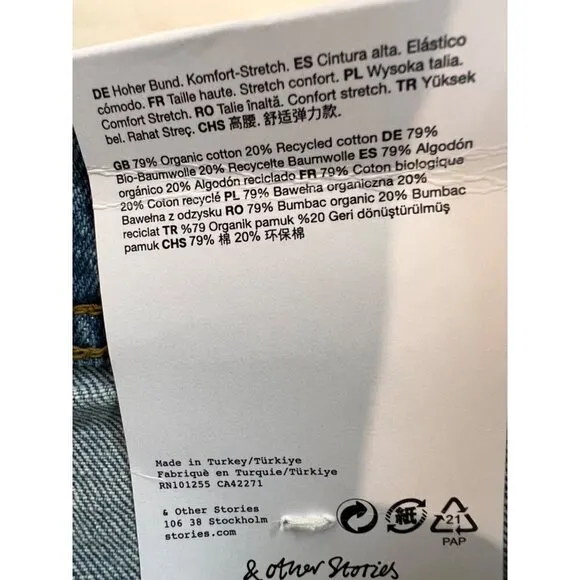 DE Hoher Bund. Komfort-Stretch. ES Cintura alta. Elástico
cómodo. FR Taille haute. Stretch confort. PL Wysoka talia.
Comfort Stretch. RO Talie înaltă. Confort stretch. TR Yüksek
bel. Rahat Streç. CHS 高腰. 舒适弹力款.
GB 79% Organic cotton 20% Recycled cotton DE 79%
Bio-Baumwolle 20% Recycelte Baumwolle ES 79% Algodón
orgánico 20% Algodón reciclado FR 79% Coton biologique
20% Coton recyclé PL 79% Bawełna organiczna 20%
Bawełna z odzysku RO 79% Bumbac organic 20% Bumbac
reciclat TR %79 Organik pamuk %20 Geri dönüştürülmüş
pamuk CHS 79% 棉 20% 环保棉
Made in Turkey/Türkiye
Fabriqué en Turquie/Türkiye
RN101255 CA42271
& Other Stories
106 38 Stockholm
stories.com
紙
21
PAP
& other Stories